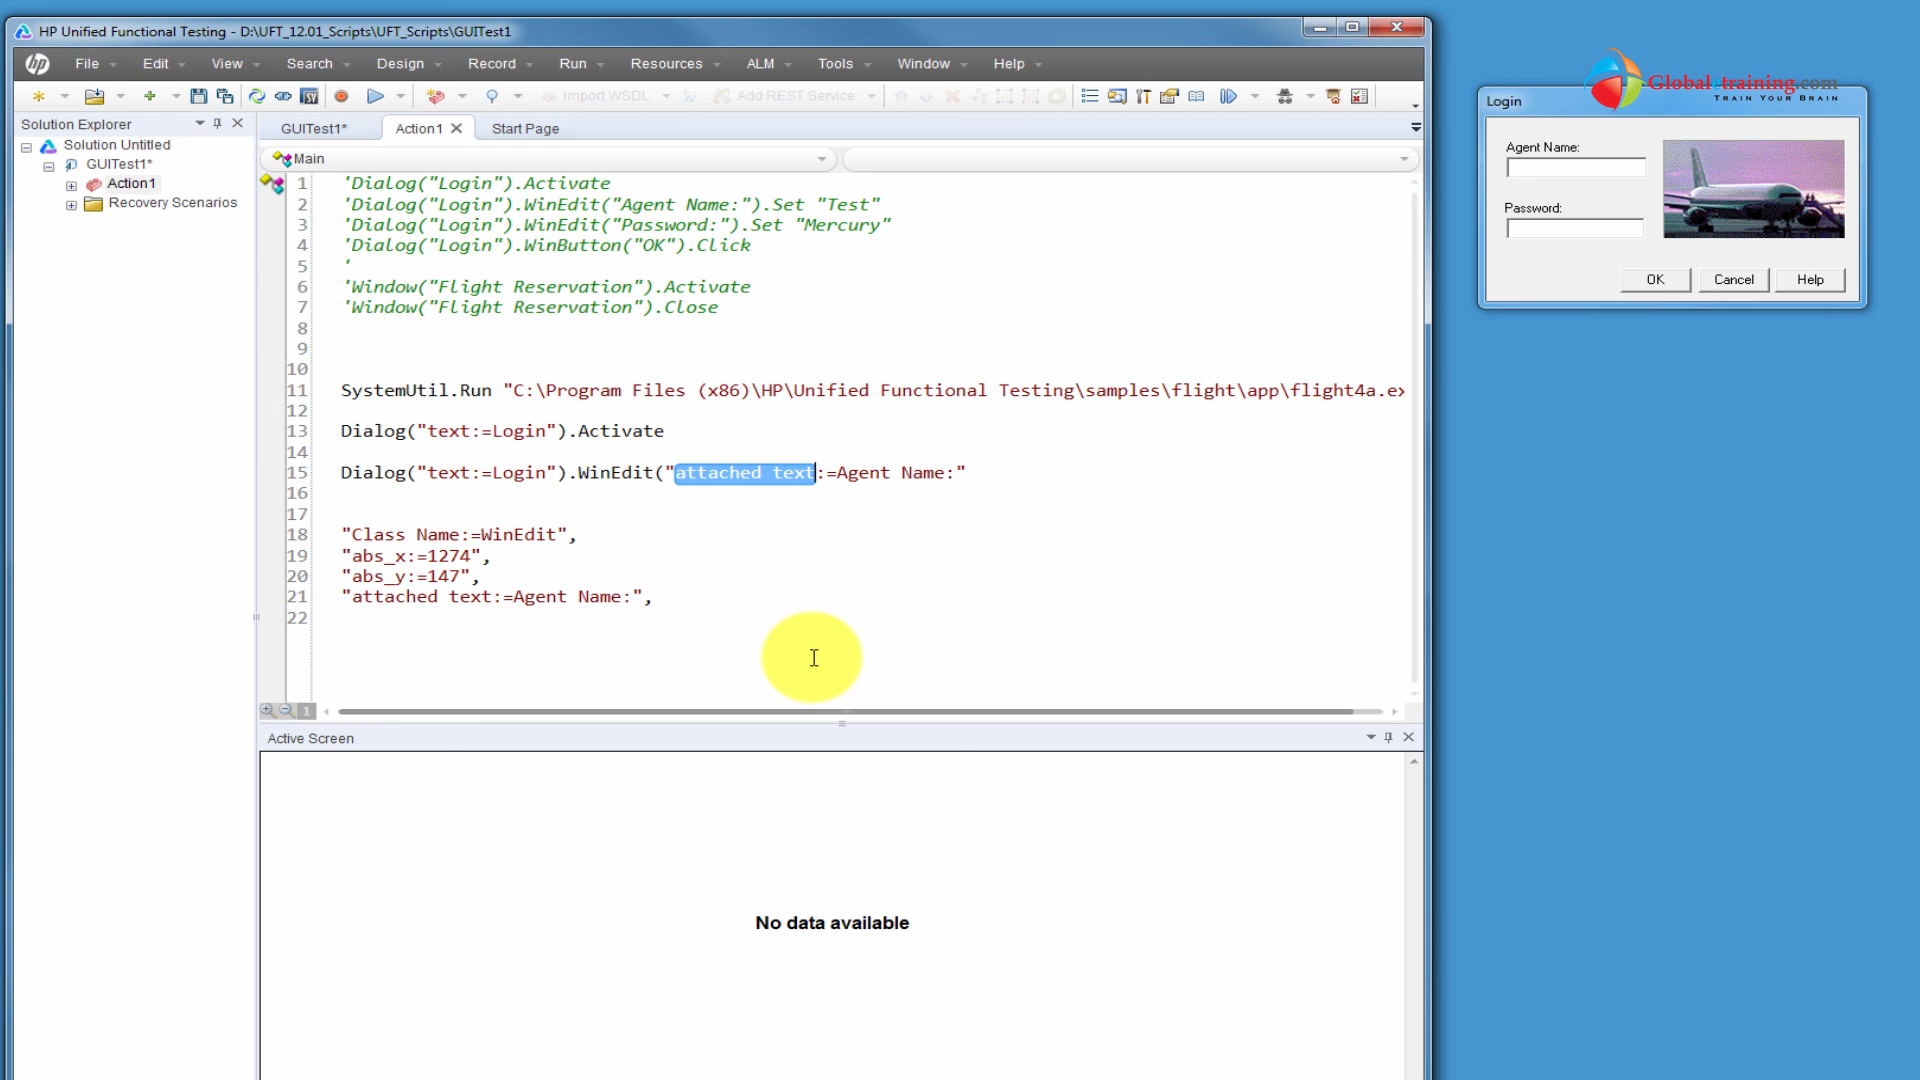 HP Unified Functional Testing - D:\UFT_12.01_Scripts\UFT_Scripts\GUITest1
hp File Edit View Search Design Record Run Resources ALM Tools Window Help
Import WSDL Add REST Service
Solution Explorer
Solution Untitled
GUITest1*
Action1
Recovery Scenarios
GUITest1* Action1 Start Page
Main
1 'Dialog("Login").Activate
2 'Dialog("Login").WinEdit("Agent Name:").Set "Test"
3 'Dialog("Login").WinEdit("Password:").Set "Mercury"
4 'Dialog("Login").WinButton("OK").Click
5 '
6 'Window("Flight Reservation").Activate
7 'Window("Flight Reservation").Close
8
9
10
11 SystemUtil.Run "C:\Program Files (x86)\HP\Unified Functional Testing\samples\flight\app\flight4a.e
12
13 Dialog("text:=Login").Activate
14
15 Dialog("text:=Login").WinEdit("attached text:=Agent Name:"
16
17
18 "Class Name:=WinEdit",
19 "abs_x:=1274",
20 "abs_y:=147",
21 "attached text:=Agent Name:",
22
1
Active Screen
No data available
Globaletraining.com
TRAIN YOUR BRAIN
Login
Agent Name:
Password:
OK Cancel Help